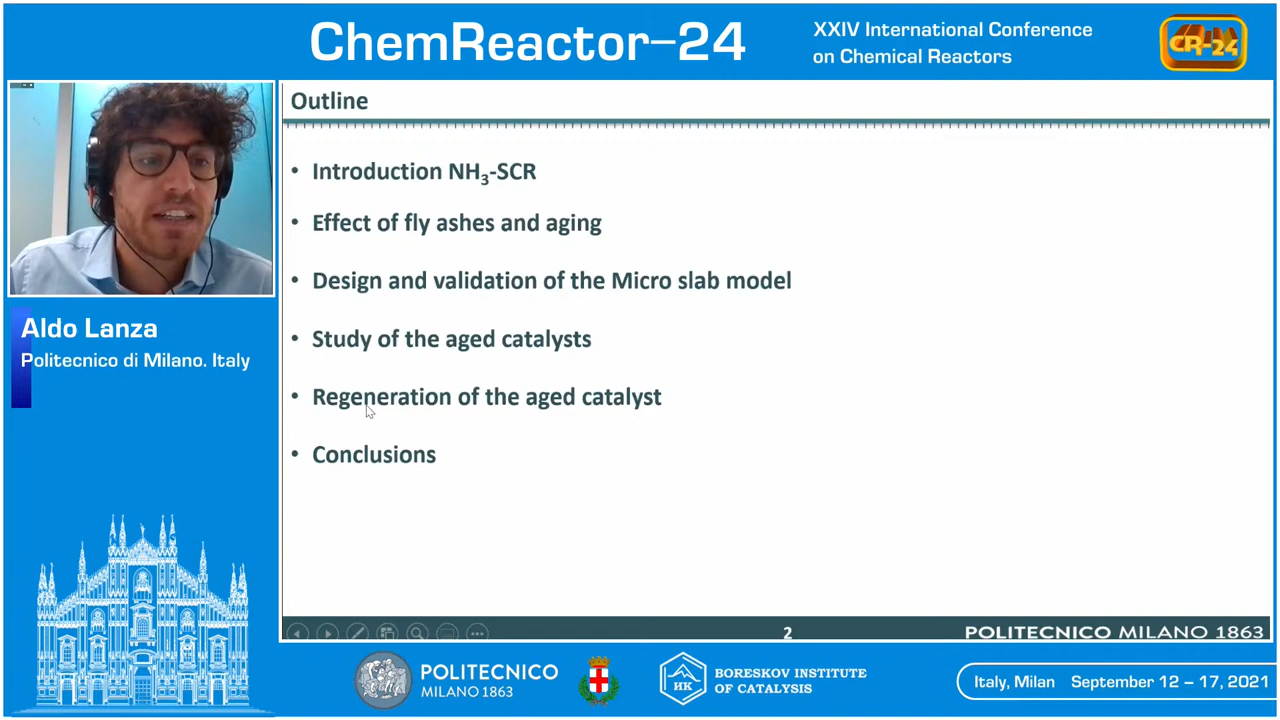 ChemReactor–24
XXIV International Conference
on Chemical Reactors
CR-24
Outline
• Introduction NH3-SCR
• Effect of fly ashes and aging
• Design and validation of the Micro slab model
• Study of the aged catalysts
• Regeneration of the aged catalyst
• Conclusions
Aldo Lanza
Politecnico di Milano. Italy
2
POLITECNICO MILANO 1863
POLITECNICO
MILANO 1863
HK
BORESKOV INSTITUTE
OF CATALYSIS
Italy, Milan September 12 – 17, 2021